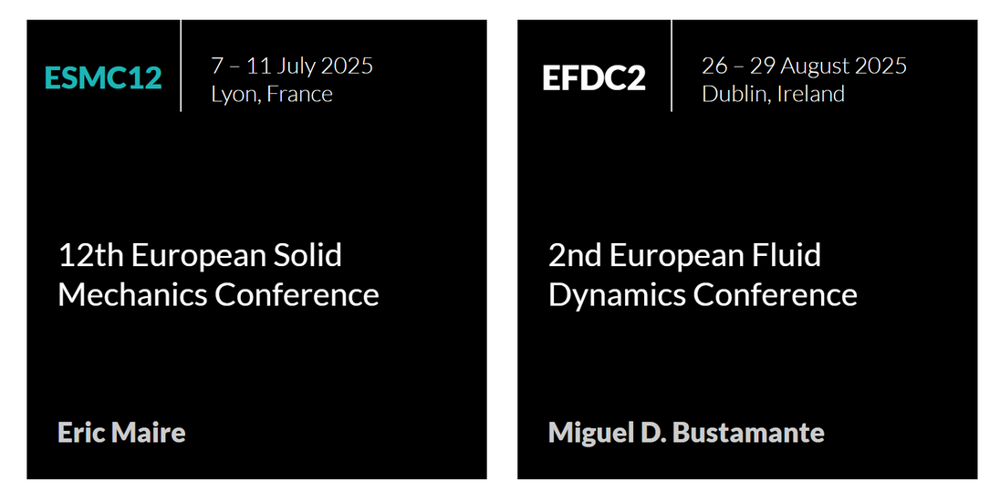 ESMC12
7 – 11 July 2025
Lyon, France
12th European Solid
Mechanics Conference
Eric Maire
EFDC2
26 – 29 August 2025
Dublin, Ireland
2nd European Fluid
Dynamics Conference
Miguel D. Bustamante